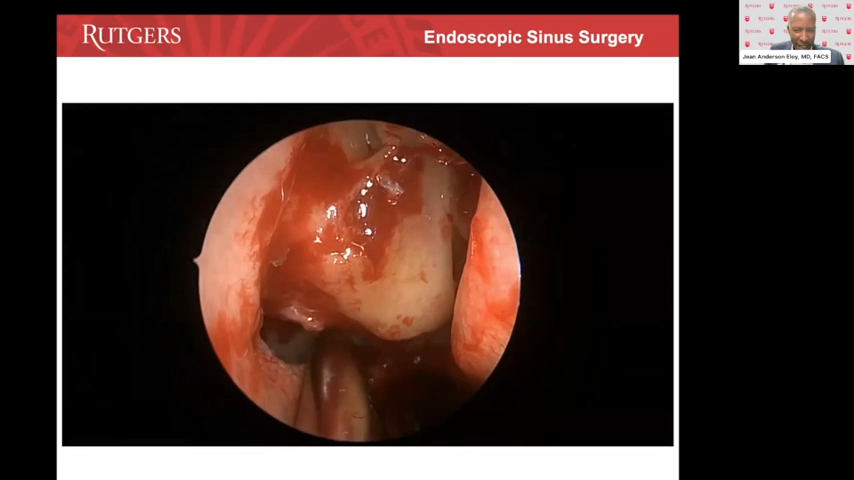 RUTGERS
Endoscopic Sinus Surgery
Jean Anderson Eloy, MD, FACS